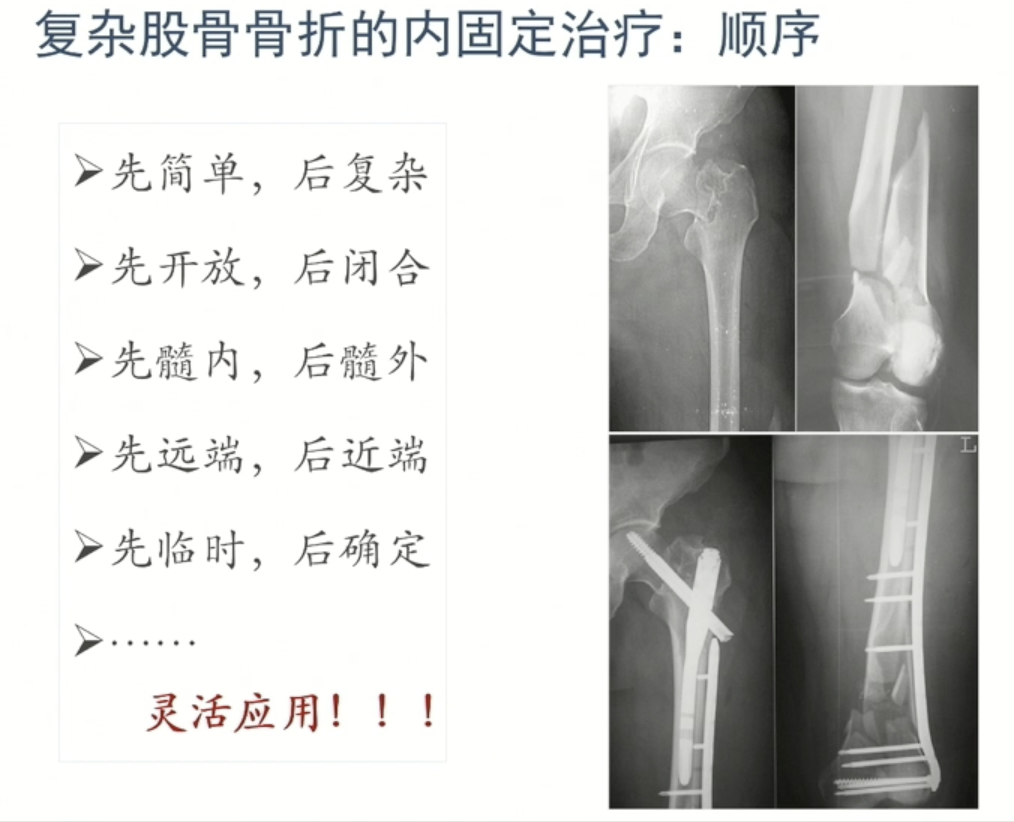 复杂股骨骨折的内固定治疗：顺序
➢先简单，后复杂
➢先开放，后闭合
➢先髓内，后髓外
➢先远端，后近端
➢先临时，后确定
➢……
灵活应用！！！
L